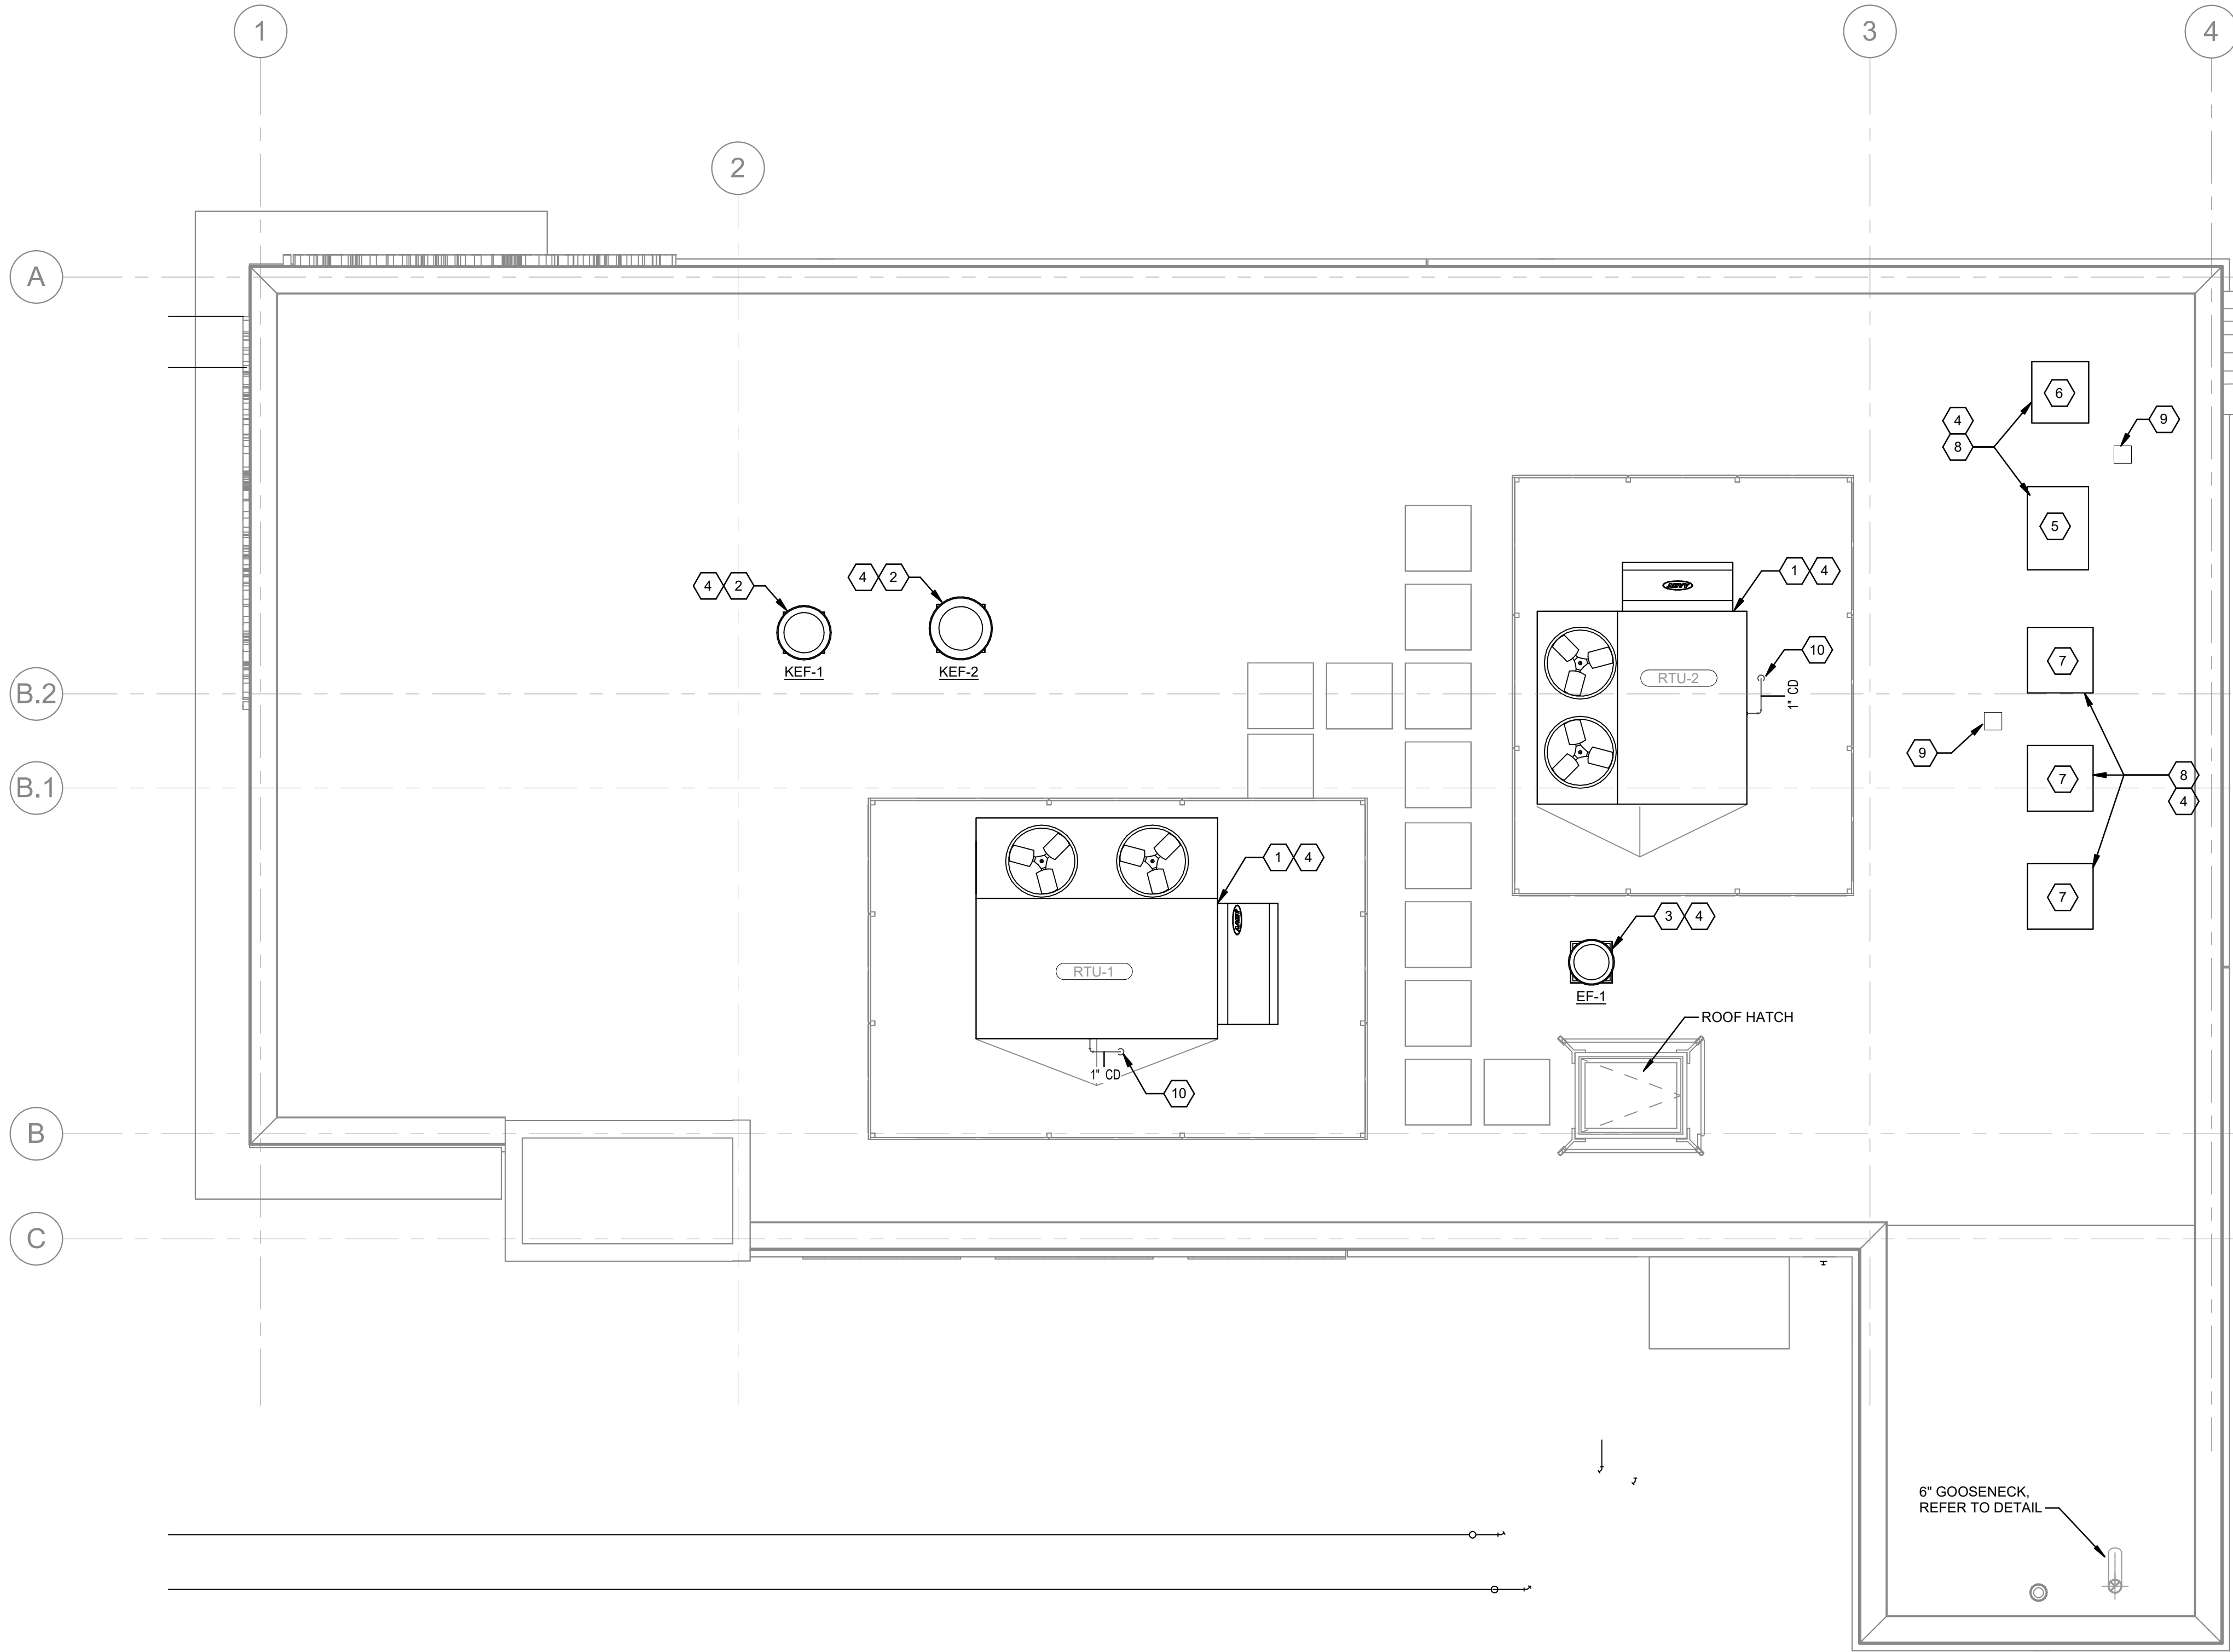 1
3
4
2
A
6
4
9
8
5
4 2
4 2
1 4
KEF-1
KEF-2
RTU-2
10
1" CD
7
B.2
9
7
8
4
B.1
1 4
7
3 4
RTU-1
EF-1
ROOF HATCH
1" CD
10
B
C
6" GOOSENECK,
REFER TO DETAIL